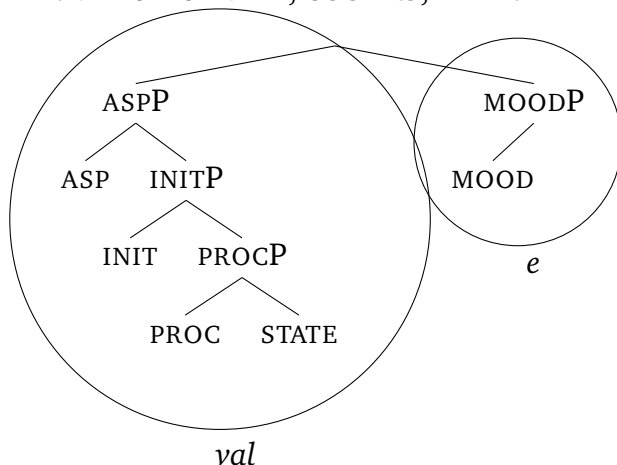 ASPP MOODP
ASP INITP MOOD
INIT PROCP
e
PROC STATE
val